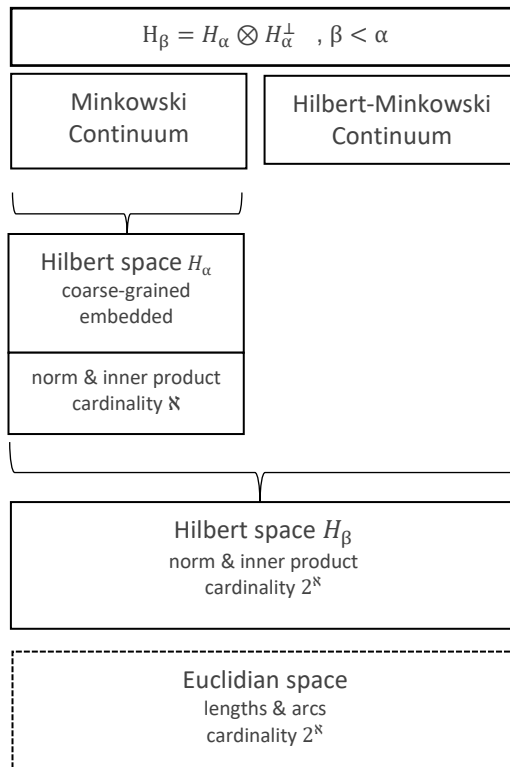 H_β = H_α ⊗ H_α^⊥ , β < α
Minkowski
Continuum
Hilbert-Minkowski
Continuum
Hilbert space H_α
coarse-grained
embedded
norm & inner product
cardinality ℵ
Hilbert space H_β
norm & inner product
cardinality 2^ℵ
Euclidian space
lengths & arcs
cardinality 2^ℵ